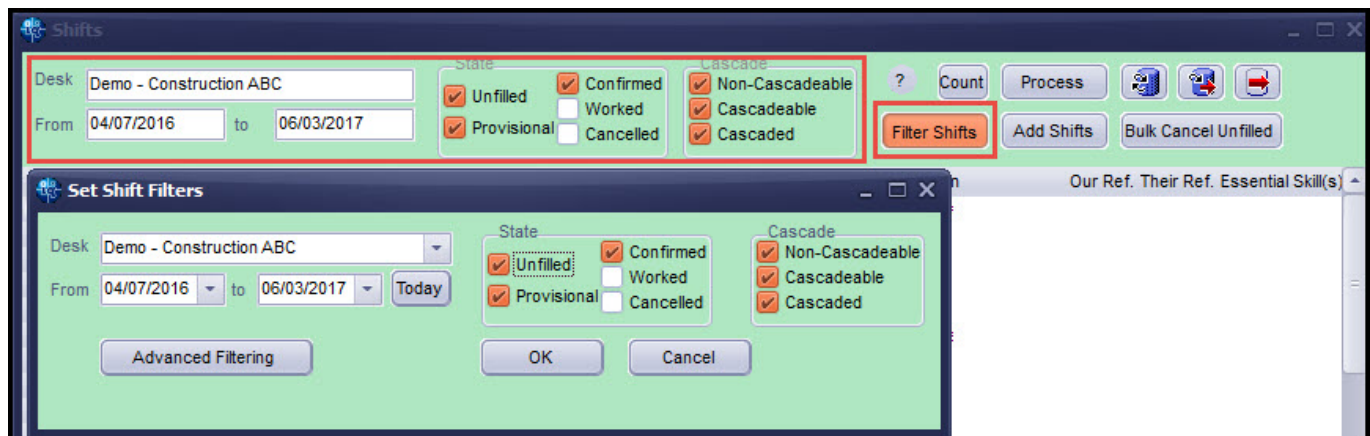 Shifts
State Cascade
Desk Demo - Construction ABC Unfilled Confirmed Non-Cascadeable ? Count Process
Worked Cascadeable
From 04/07/2016 to 06/03/2017 Provisional Cancelled Cascaded Filter Shifts Add Shifts Bulk Cancel Unfilled
Our Ref. Their Ref. Essential Skill(s)
Set Shift Filters
State Cascade
Desk Demo - Construction ABC Unfilled Confirmed Non-Cascadeable
From 04/07/2016 to 06/03/2017 Today Provisional Worked Cascadeable
Cancelled Cascaded
Advanced Filtering OK Cancel